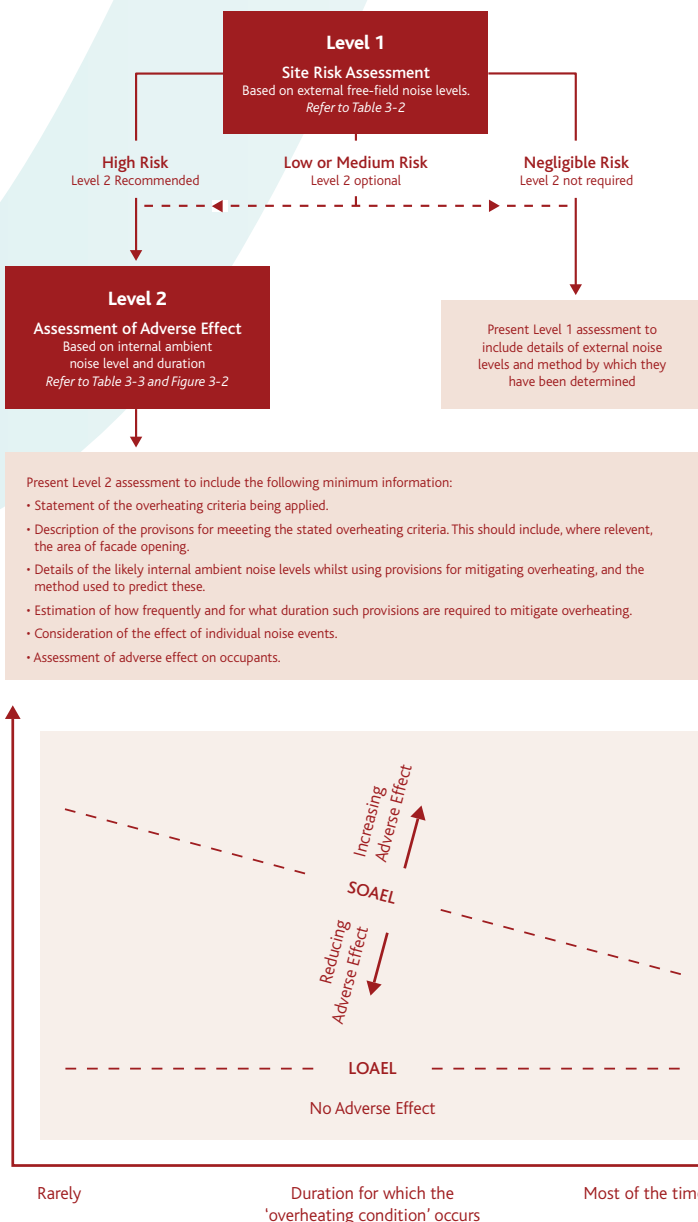 Level 1
Site Risk Assessment
Based on external free-field noise levels.
Refer to Table 3-2
High Risk
Level 2 Recommended
Low or Medium Risk
Level 2 optional
Negligible Risk
Level 2 not required
Level 2
Assessment of Adverse Effect
Based on internal ambient
noise level and duration
Refer to Table 3-3 and Figure 3-2
Present Level 1 assessment to
include details of external noise
levels and method by which they
have been determined
Present Level 2 assessment to include the following minimum information:
• Statement of the overheating criteria being applied.
• Description of the provisons for meeeting the stated overheating criteria. This should include, where relevent,
the area of facade opening.
• Details of the likely internal ambient noise levels whilst using provisions for mitigating overheating, and the
method used to predict these.
• Estimation of how frequently and for what duration such provisions are required to mitigate overheating.
• Consideration of the effect of individual noise events.
• Assessment of adverse effect on occupants.
Increasing
Adverse Effect
SOAEL
Reducing
Adverse Effect
LOAEL
No Adverse Effect
Rarely
Duration for which the
'overheating condition' occurs
Most of the time